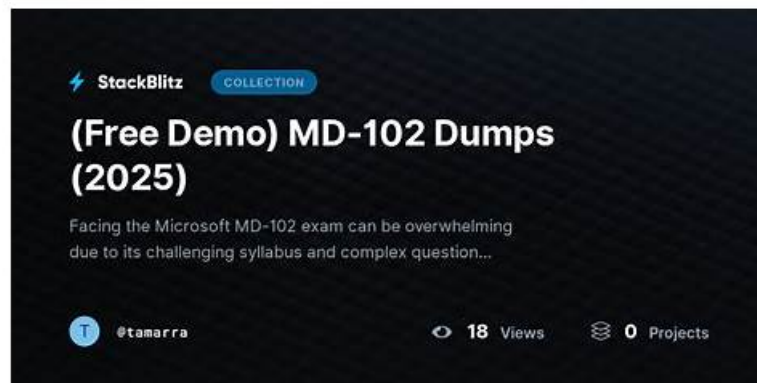 StackBlitz COLLECTION
(Free Demo) MD-102 Dumps
(2025)
Facing the Microsoft MD-102 exam can be overwhelming
due to its challenging syllabus and complex question...
T @tamarra 18 Views 0 Projects